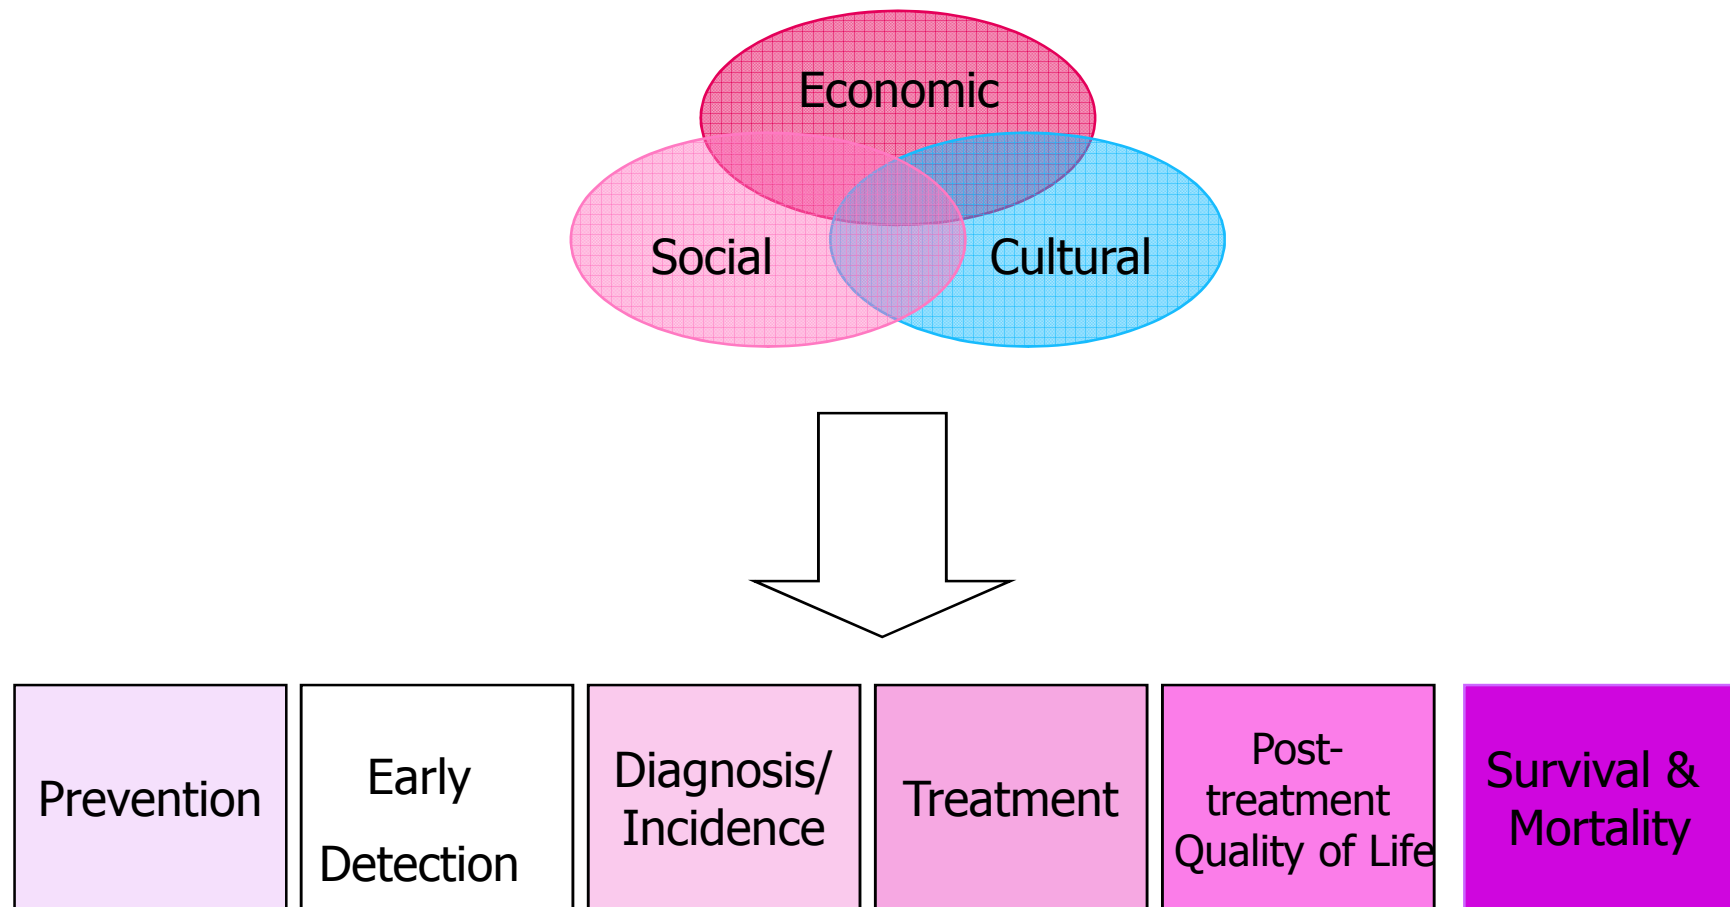 Economic
Social
Cultural
Prevention
Early
Detection
Diagnosis/
Incidence
Treatment
Post-
treatment
Quality of Life
Survival &
Mortality